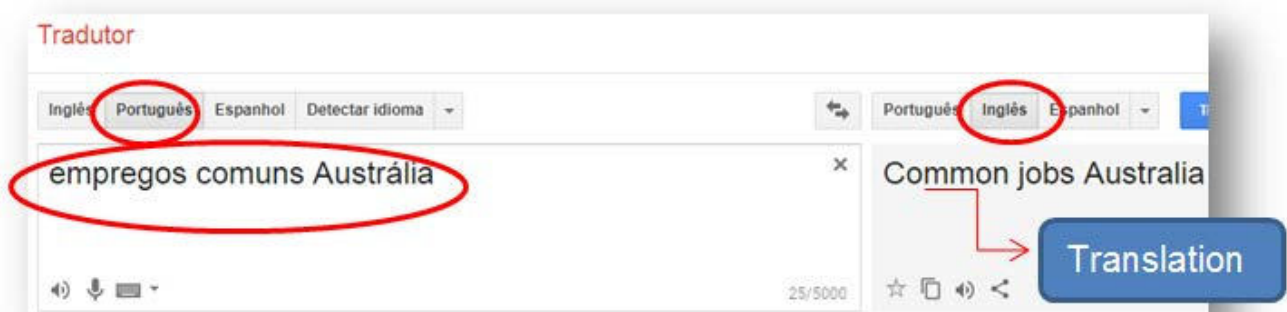 Tradutor
Inglês Português Espanhol Detectar idioma Português Inglês Espanhol
empregos comuns Austrália
Common jobs Australia
Translation
25/5000